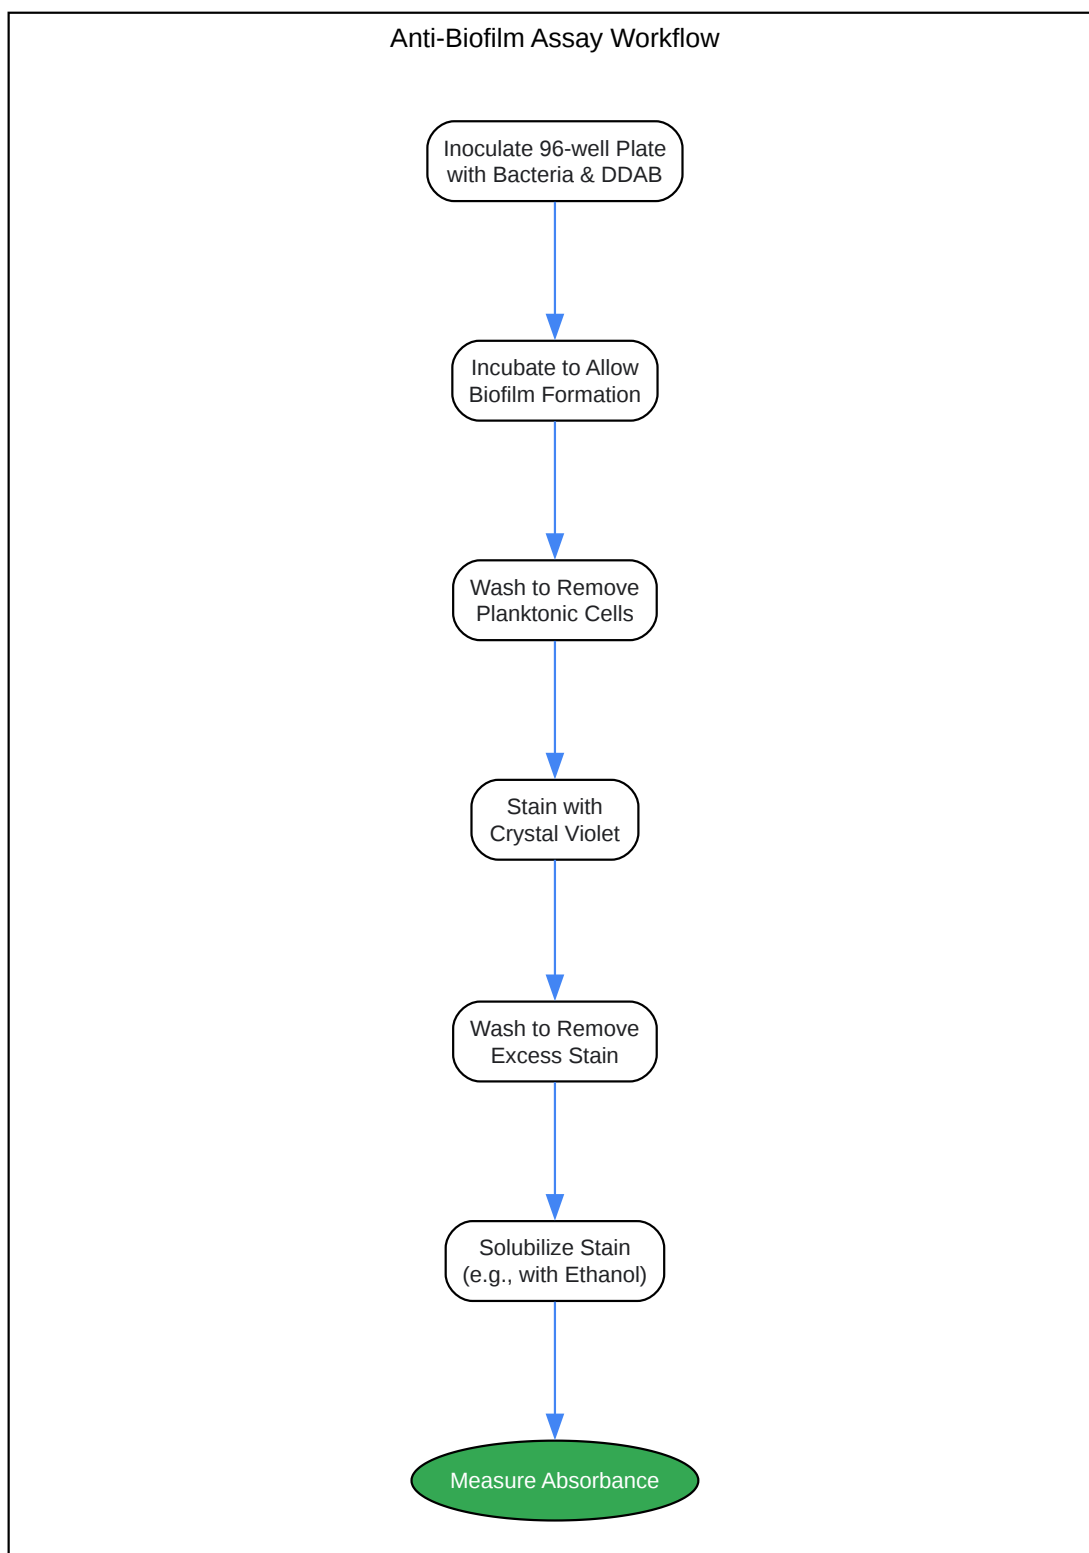 Anti-Biofilm Assay Workflow
Inoculate 96-well Plate
with Bacteria & DDAB
Incubate to Allow
Biofilm Formation
Wash to Remove
Planktonic Cells
Stain with
Crystal Violet
Wash to Remove
Excess Stain
Solubilize Stain
(e.g., with Ethanol)
Measure Absorbance